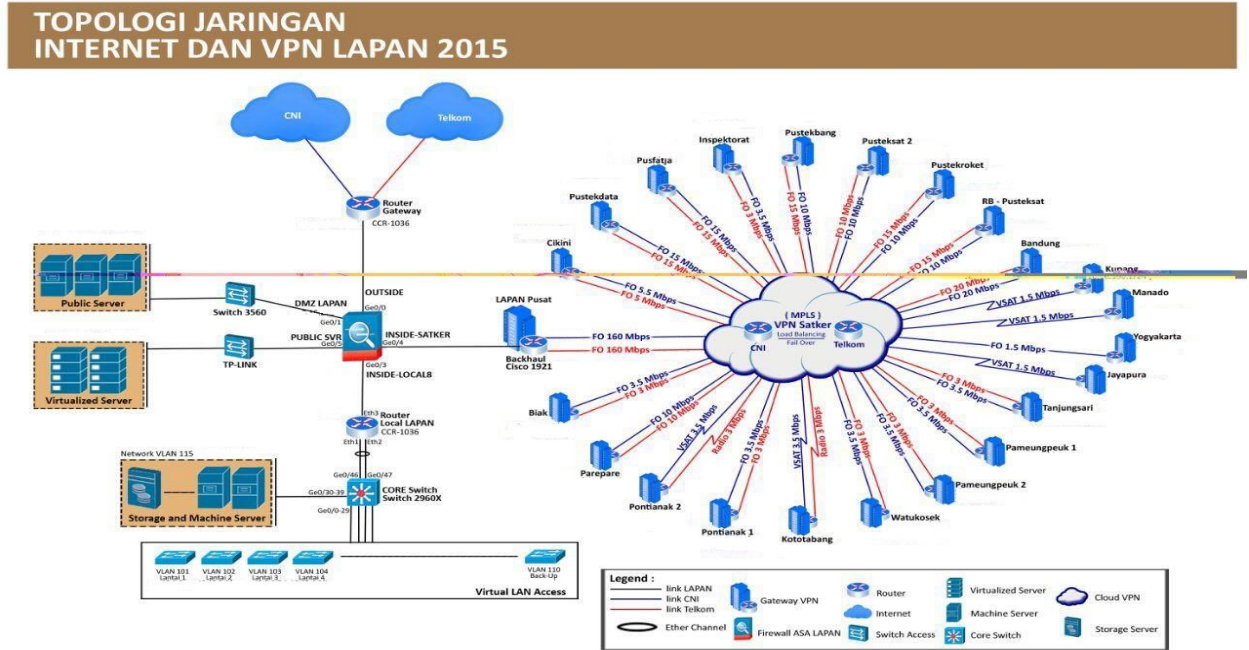 TOPOLOGI JARINGAN
INTERNET DAN VPN LAPAN 2015
CNI
Telkom
Router
Gateway
CCR-1036
Public Server
Switch 3560
DMZ LAPAN
Ge0/1
OUTSIDE
Ge0/0
INSIDE-SATKER
Ge0/4
PUBLIC SVR
Ge0/5
TP-LINK
Virtualized Server
Ge0/3
INSIDE-LOCAL8
LAPAN Pusat
Backhaul
Cisco 1921
FO 160 Mbps
FO 160 Mbps
Eth3
Router
Local LAPAN
CCR-1036
Eth1
Eth2
Network VLAN 115
Storage and Machine Server
Ge0/46
Ge0/47
Ge0/30-39
Ge0/0-29
CORE Switch
Switch 2960X
VLAN 101
Lantai 1
VLAN 102
Lantai 2
VLAN 103
Lantai 3
VLAN 104
Lantai 4
VLAN 110
Back-Up
Virtual LAN Access
( MPLS )
VPN Satker
Load Balancing
Fail Over
CNI
Telkom
Cikini
FO 5.5 Mbps
FO 5 Mbps
Pustekdata
FO 15 Mbps
FO 15 Mbps
Pusfatja
FO 15 Mbps
FO 15 Mbps
Inspektorat
FO 3.5 Mbps
FO 3 Mbps
Pustekbang
FO 10 Mbps
FO 15 Mbps
Pusteksat 2
FO 10 Mbps
FO 10 Mbps
Pustekroket
FO 15 Mbps
FO 10 Mbps
RB - Pusteksat
FO 15 Mbps
FO 10 Mbps
Bandung
FO 20 Mbps
FO 20 Mbps
Kupang
VSAT 1.5 Mbps
Manado
VSAT 1.5 Mbps
Yogyakarta
FO 1.5 Mbps
Jayapura
VSAT 1.5 Mbps
Tanjungsari
FO 3 Mbps
FO 3.5 Mbps
Pameungpeuk 1
FO 3 Mbps
FO 3.5 Mbps
Pameungpeuk 2
FO 3 Mbps
FO 3.5 Mbps
Watukosek
FO 3 Mbps
FO 3.5 Mbps
Kototabang
VSAT 3.5 Mbps
Radio 3 Mbps
Pontianak 1
FO 3.5 Mbps
FO 3 Mbps
Pontianak 2
VSAT 3.5 Mbps
Radio 3 Mbps
Parepare
FO 10 Mbps
FO 10 Mbps
Biak
FO 3.5 Mbps
FO 3 Mbps
Legend :
link LAPAN
link CNI
link Telkom
Ether Channel
Gateway VPN
Firewall ASA LAPAN
Router
Internet
Switch Access
Virtualized Server
Machine Server
Core Switch
Cloud VPN
Storage Server